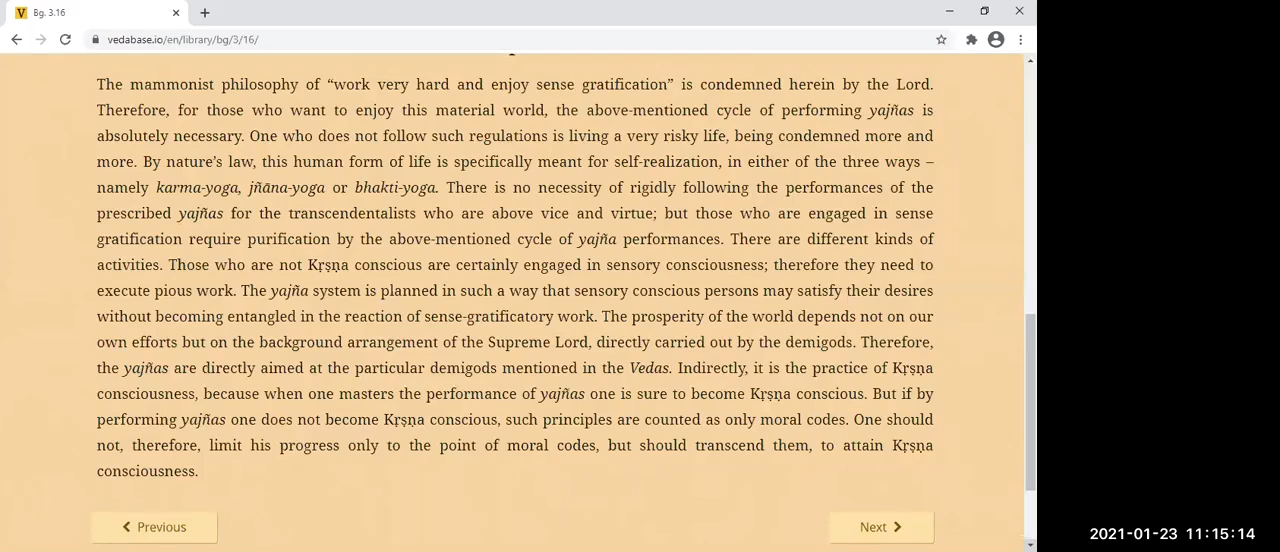 V Bg. 3.16
vedabase.io/en/library/bg/3/16/
The mammonist philosophy of “work very hard and enjoy sense gratification” is condemned herein by the Lord.
Therefore, for those who want to enjoy this material world, the above-mentioned cycle of performing yajñas is
absolutely necessary. One who does not follow such regulations is living a very risky life, being condemned more and
more. By nature’s law, this human form of life is specifically meant for self-realization, in either of the three ways –
namely karma-yoga, jñāna-yoga or bhakti-yoga. There is no necessity of rigidly following the performances of the
prescribed yajñas for the transcendentalists who are above vice and virtue; but those who are engaged in sense
gratification require purification by the above-mentioned cycle of yajña performances. There are different kinds of
activities. Those who are not Kṛṣṇa conscious are certainly engaged in sensory consciousness; therefore they need to
execute pious work. The yajña system is planned in such a way that sensory conscious persons may satisfy their desires
without becoming entangled in the reaction of sense-gratificatory work. The prosperity of the world depends not on our
own efforts but on the background arrangement of the Supreme Lord, directly carried out by the demigods. Therefore,
the yajñas are directly aimed at the particular demigods mentioned in the Vedas. Indirectly, it is the practice of Kṛṣṇa
consciousness, because when one masters the performance of yajñas one is sure to become Kṛṣṇa conscious. But if by
performing yajñas one does not become Kṛṣṇa conscious, such principles are counted as only moral codes. One should
not, therefore, limit his progress only to the point of moral codes, but should transcend them, to attain Kṛṣṇa
consciousness.
Previous
Next
2021-01-23 11:15:14